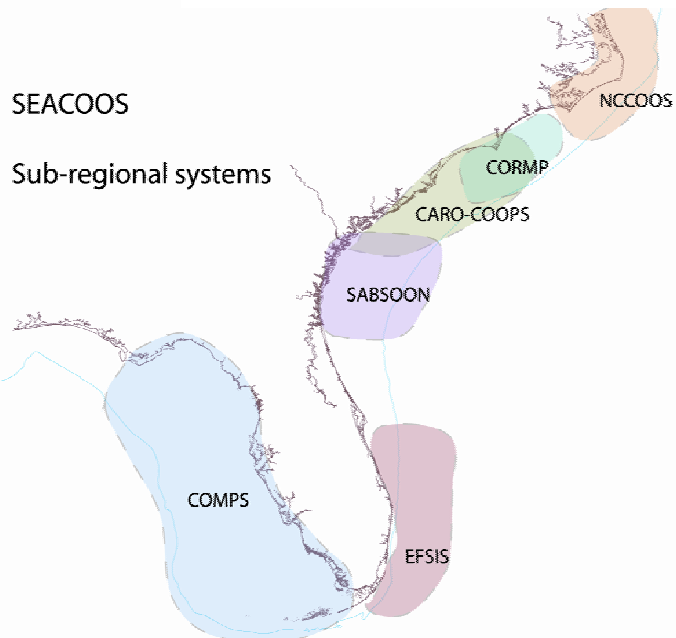 SEACOOS
Sub-regional systems
NCCOOS
CORMP
CARO-COOPS
SABSOON
COMPS
EFSIS